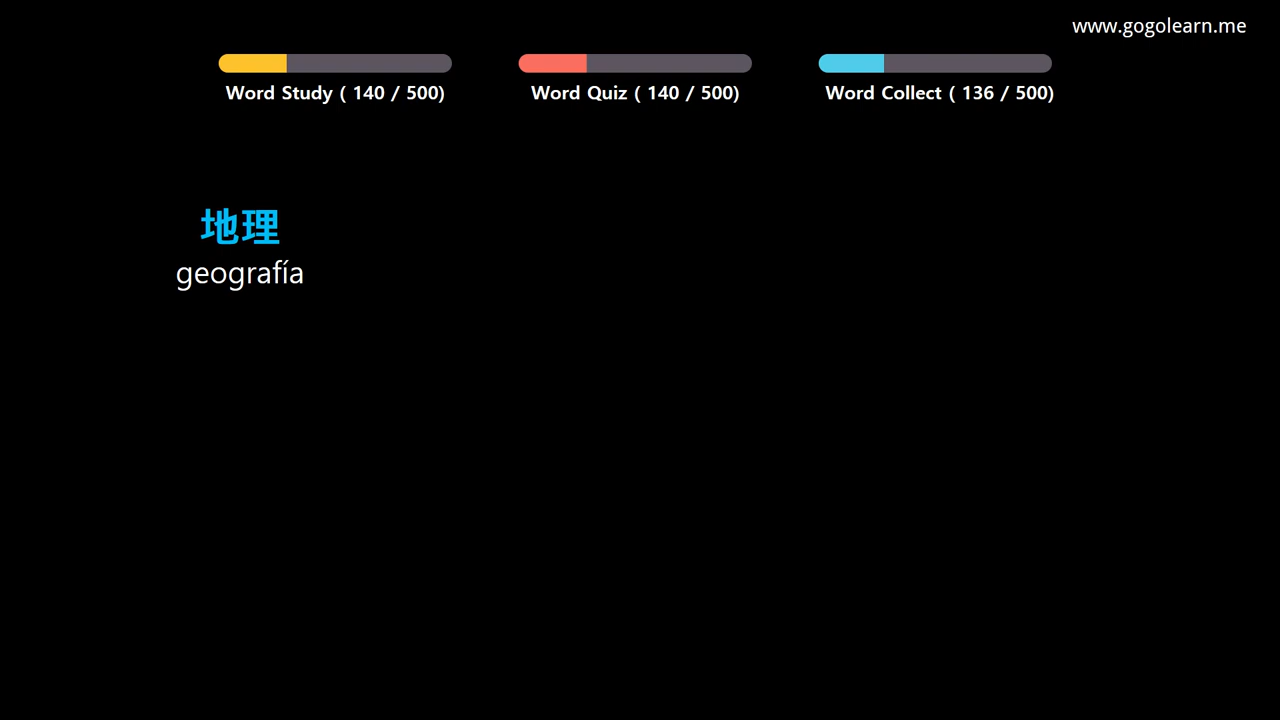 www.gogolearn.me
Word Study ( 140 / 500)
Word Quiz ( 140 / 500)
Word Collect ( 136 / 500)
地理
geografía